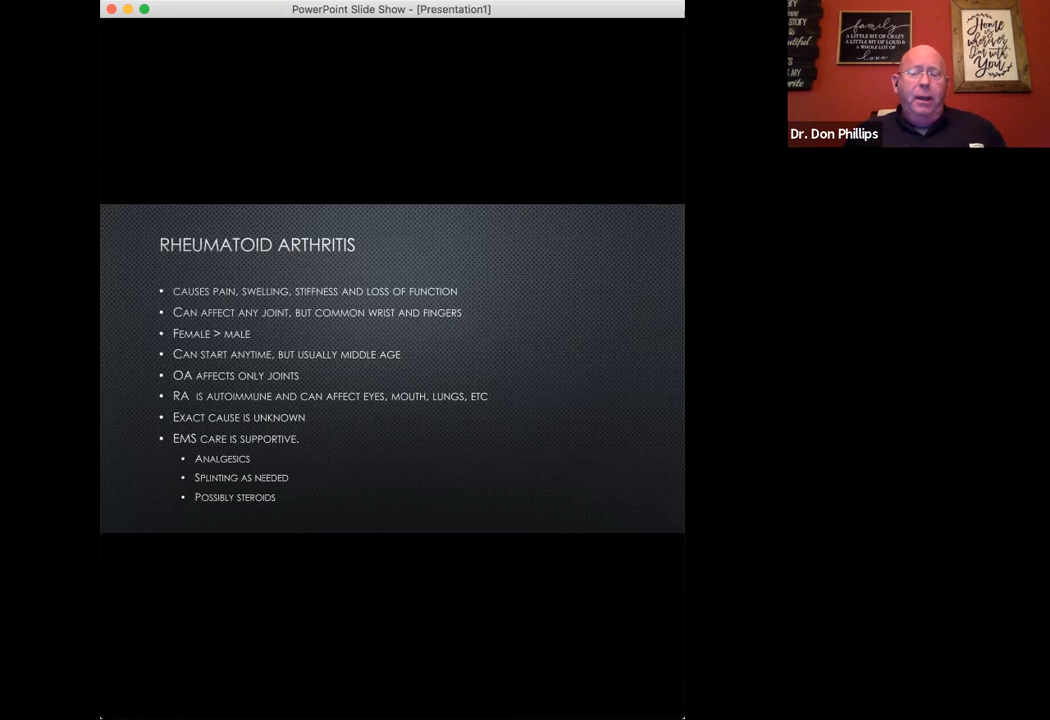 PowerPoint Slide Show - [Presentation1]
RHEUMATOID ARTHRITIS
• CAUSES PAIN, SWELLING, STIFFNESS AND LOSS OF FUNCTION
• CAN AFFECT ANY JOINT, BUT COMMON WRIST AND FINGERS
• FEMALE > MALE
• CAN START ANYTIME, BUT USUALLY MIDDLE AGE
• OA AFFECTS ONLY JOINTS
• RA IS AUTOIMMUNE AND CAN AFFECT EYES, MOUTH, LUNGS, ETC
• EXACT CAUSE IS UNKNOWN
• EMS CARE IS SUPPORTIVE.
• ANALGESICS
• SPLINTING AS NEEDED
• POSSIBLY STEROIDS
STORY
family
A LITTLE BIT OF CRAZY
A LITTLE BIT OF LOUD &
A WHOLE LOT OF
love
Home
is
wherever
I'm with
You
Dr. Don Phillips